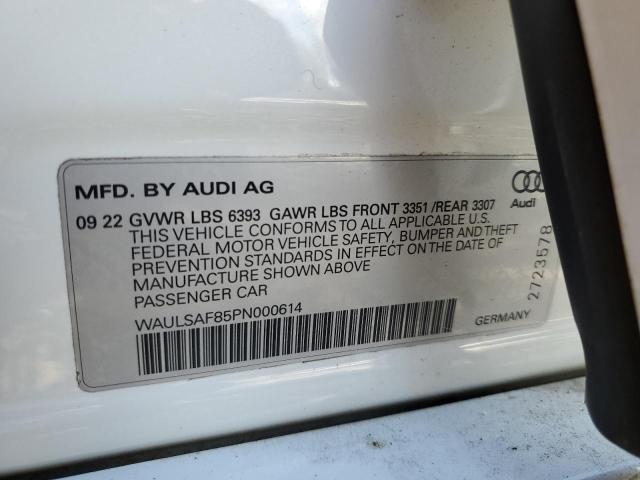 MFD. BY AUDI AG
09 22 GVWR LBS 6393 GAWR LBS FRONT 3351 /REAR 3307
THIS VEHICLE CONFORMS TO ALL APPLICABLE U.S.
FEDERAL MOTOR VEHICLE SAFETY, BUMPER AND THEFT
PREVENTION STANDARDS IN EFFECT ON THE DATE OF
MANUFACTURE SHOWN ABOVE
PASSENGER CAR
WAULSAF85PN000614
GERMANY
Audi
2723578